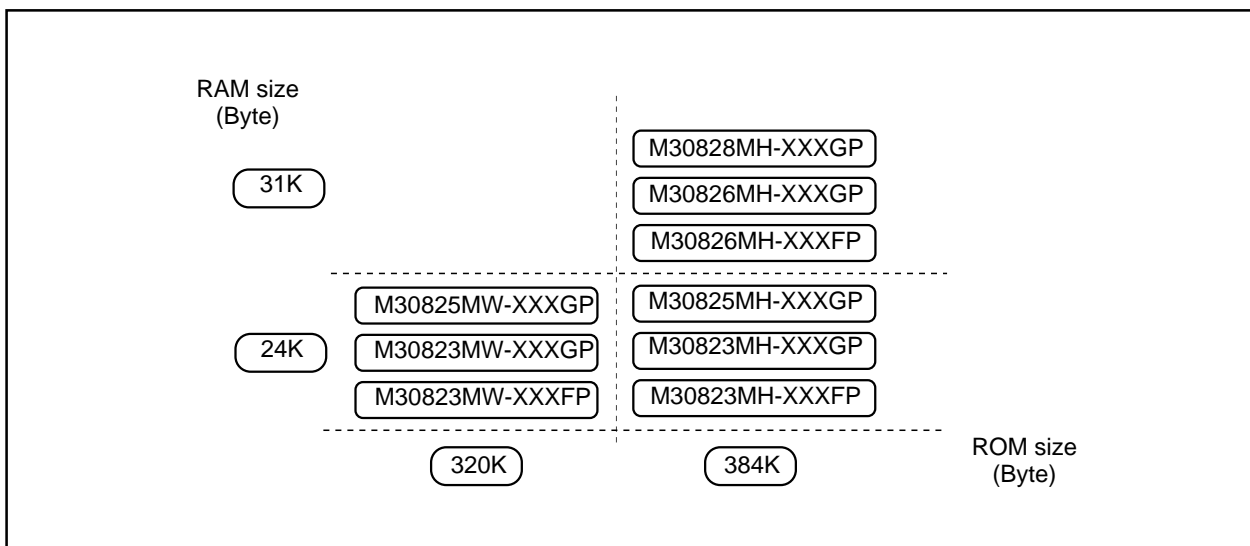 RAM size
(Byte)
M30828MH-XXXGP
31K
M30826MH-XXXGP
M30826MH-XXXFP
M30825MW-XXXGP
M30825MH-XXXGP
24K
M30823MW-XXXGP
M30823MH-XXXGP
M30823MW-XXXFP
M30823MH-XXXFP
320K
384K
ROM size
(Byte)